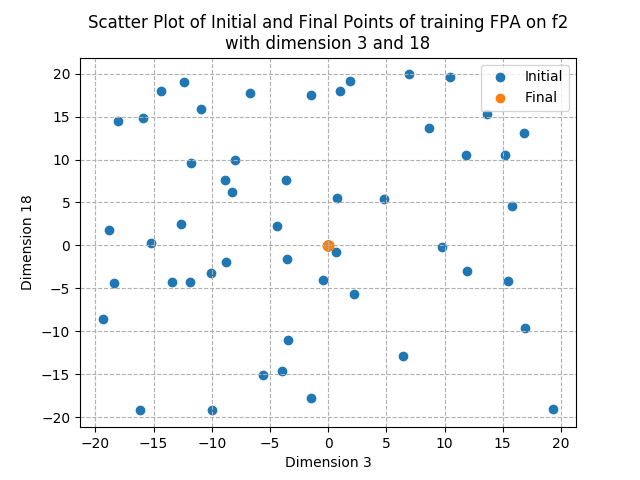 Scatter Plot of Initial and Final Points of training FPA on f2
with dimension 3 and 18
Initial
Final
20
15
10
5
0
−5
−10
−15
−20
Dimension 18
−20 −15 −10 −5 0 5 10 15 20
Dimension 3